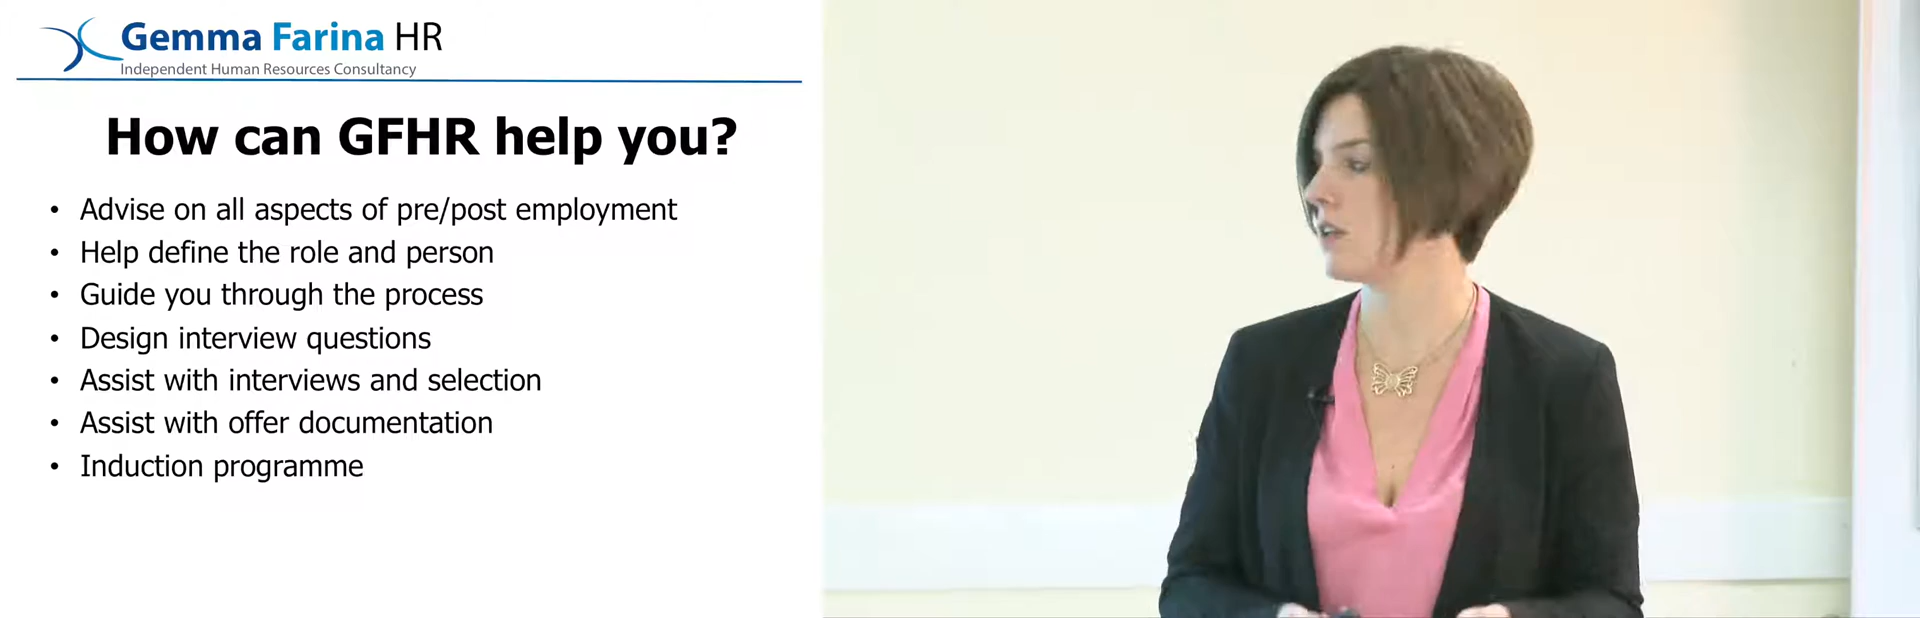 Gemma Farina HR
Independent Human Resources Consultancy
How can GFHR help you?
• Advise on all aspects of pre/post employment
• Help define the role and person
• Guide you through the process
• Design interview questions
• Assist with interviews and selection
• Assist with offer documentation
• Induction programme